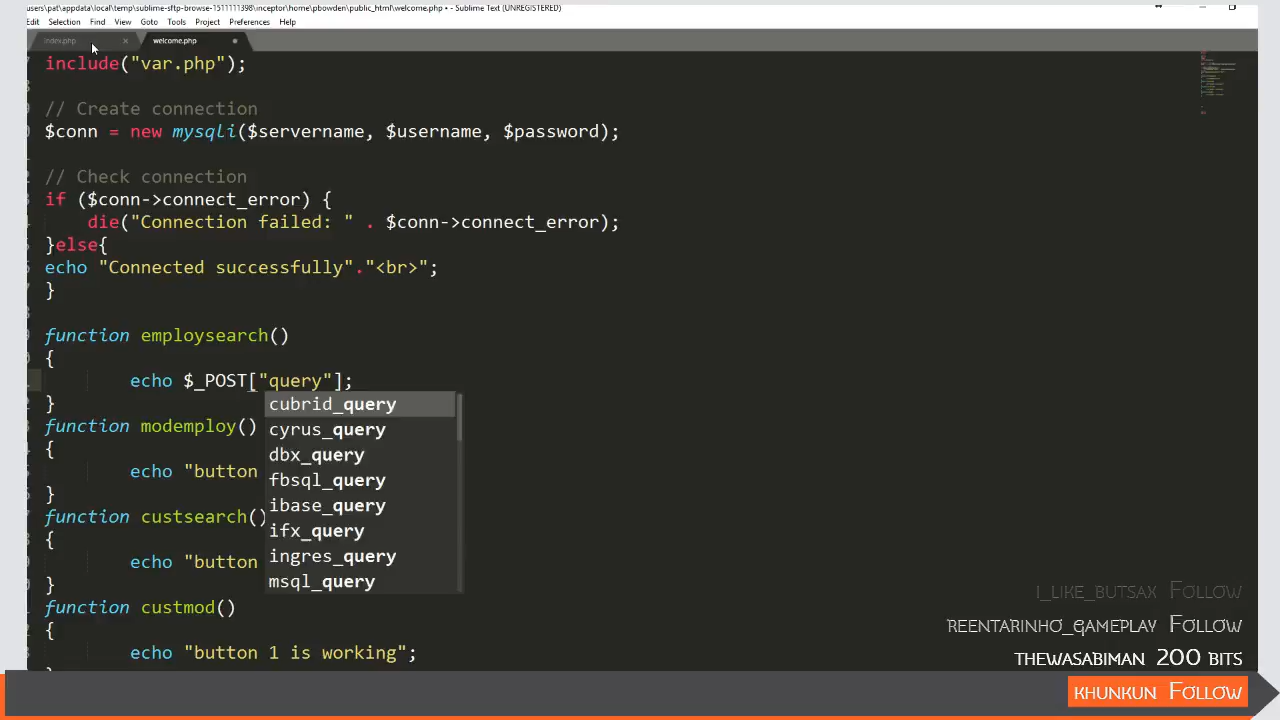 users\pat\appdata\local\temp\sublime-sftp-browse-1511111398\inceptor\home\pbowden\public_html\welcome.php • - Sublime Text (UNREGISTERED)
Edit Selection Find View Goto Tools Project Preferences Help
index.php × welcome.php
include("var.php");
// Create connection
$conn = new mysqli($servername, $username, $password);
// Check connection
if ($conn->connect_error) {
die("Connection failed: " . $conn->connect_error);
}else{
echo "Connected successfully"."<br>";
}
function employsearch()
{
echo $_POST["query"];
cubrid_query
}
cyrus_query
function modemploy()
{
dbx_query
echo "button
fbsql_query
}
ibase_query
function custsearch()
{
ifx_query
echo "button
ingres_query
}
msql_query
function custmod()
{
echo "button 1 is working";
I_LIKE_BUTSAX FOLLOW
REENTARINHO_GAMEPLAY FOLLOW
THEWASABIMAN 200 BITS
KHUNKUN FOLLOW